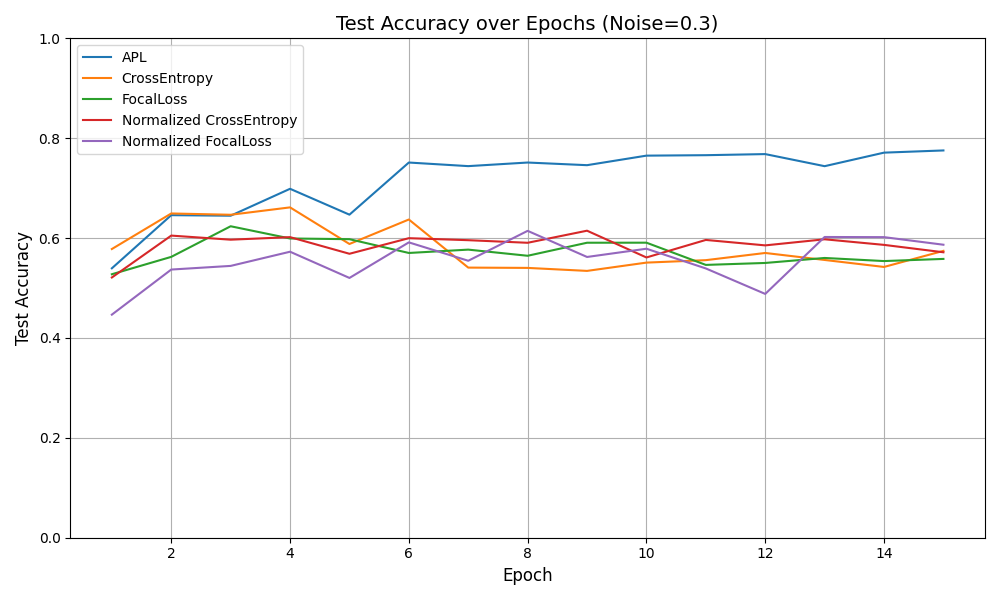 Test Accuracy over Epochs (Noise=0.3)
APL
CrossEntropy
FocalLoss
Normalized CrossEntropy
Normalized FocalLoss
Test Accuracy
1.0
0.8
0.6
0.4
0.2
0.0
2 4 6 8 10 12 14
Epoch